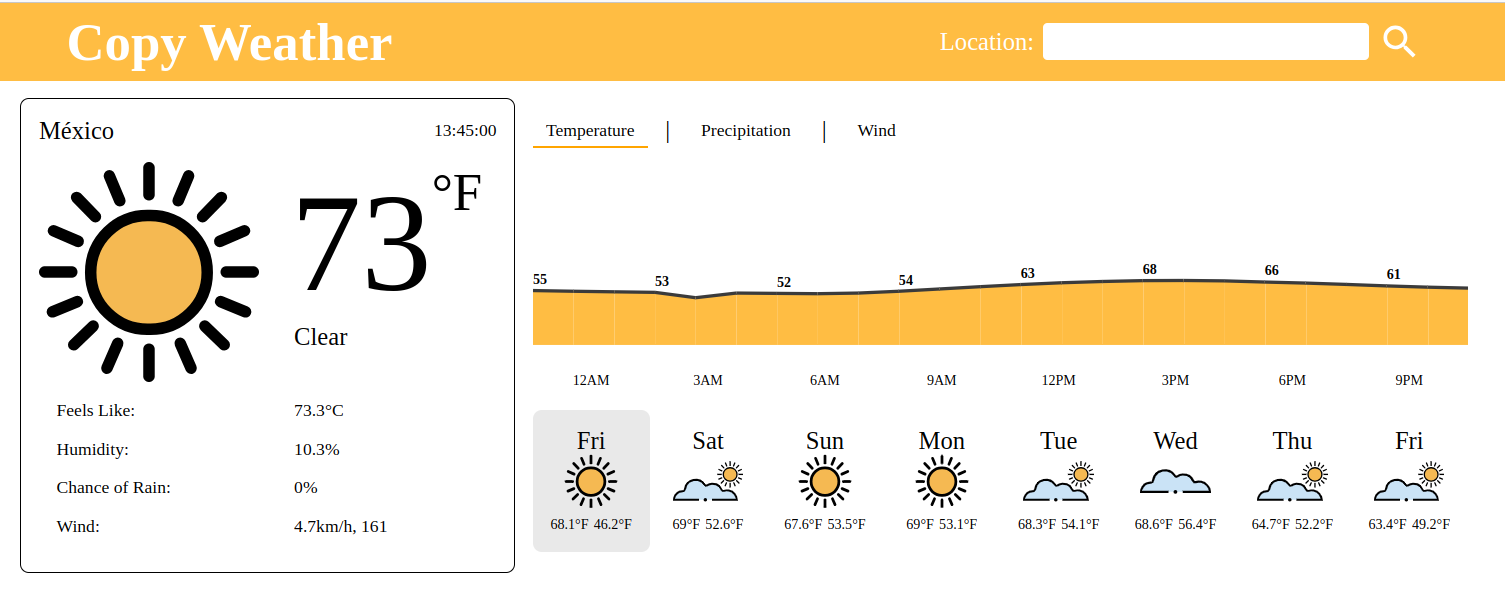 Copy Weather
Location:
México 13:45:00
73 °F
Clear
Feels Like: 73.3°C
Humidity: 10.3%
Chance of Rain: 0%
Wind: 4.7km/h, 161
Temperature | Precipitation | Wind
55 53 52 54 63 68 66 61
12AM 3AM 6AM 9AM 12PM 3PM 6PM 9PM
Fri Sat Sun Mon Tue Wed Thu Fri
68.1°F 46.2°F 69°F 52.6°F 67.6°F 53.5°F 69°F 53.1°F 68.3°F 54.1°F 68.6°F 56.4°F 64.7°F 52.2°F 63.4°F 49.2°F